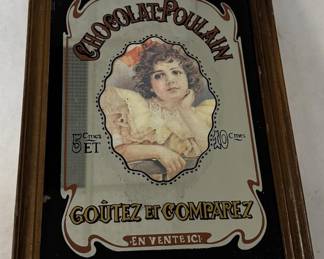 CHOCOLAT-POULAIN
5 Cmes ET 10 Cmes
GOÛTEZ ET COMPAREZ
EN VENTE ICI